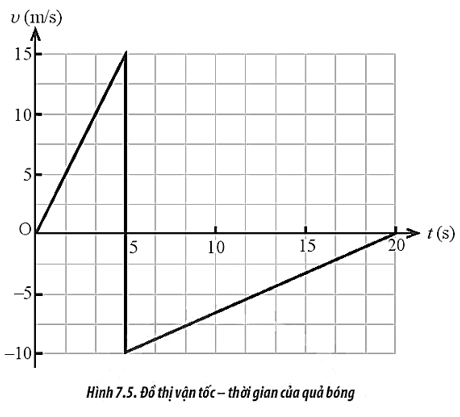 υ (m/s)
15
10
5
O
5
10
15
20
t (s)
−5
−10
Hình 7.5. Đồ thị vận tốc – thời gian của quả bóng